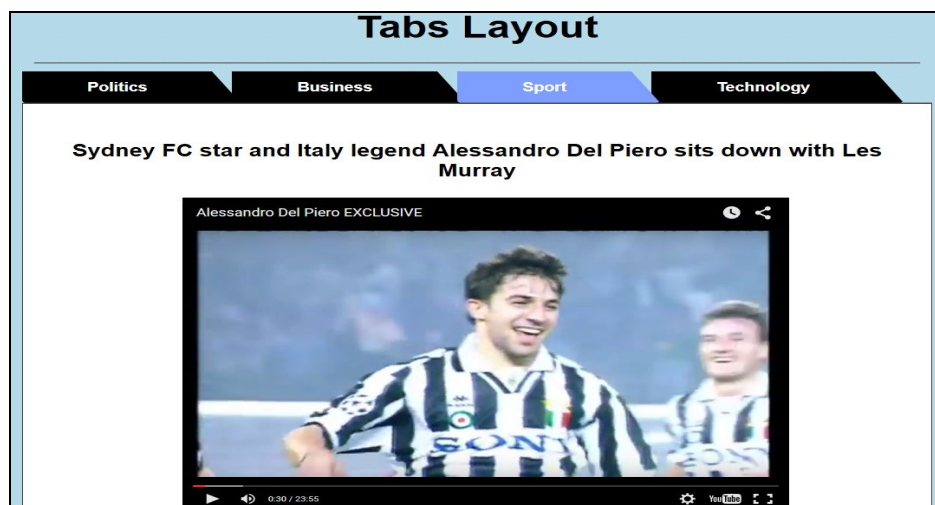 Tabs Layout
Politics Business Sport Technology
Sydney FC star and Italy legend Alessandro Del Piero sits down with Les
Murray
Alessandro Del Piero EXCLUSIVE
SONY
SONY
0:30 / 23:55 YouTube